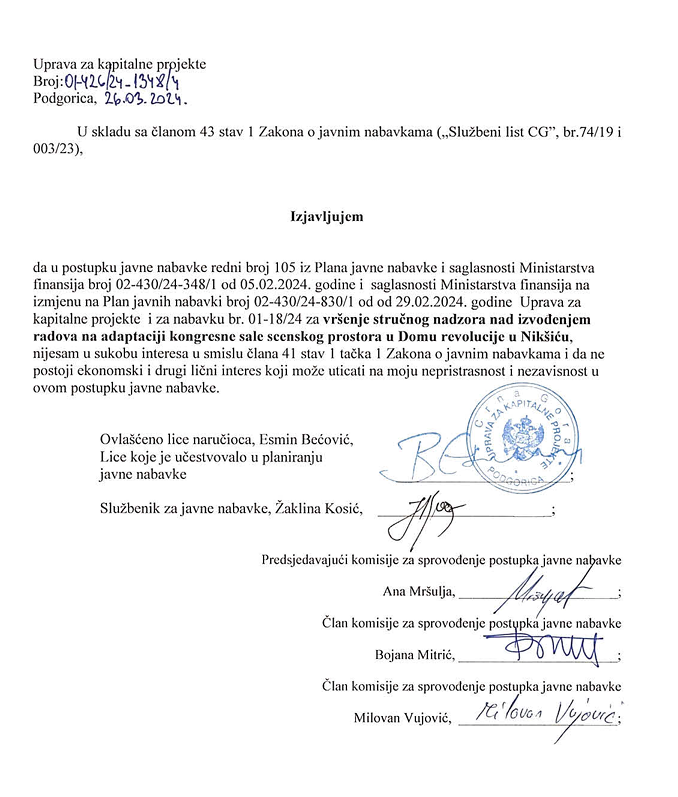 Uprava za kapitalne projekte
Broj: 01-426/24-1348/4
Podgorica, 26.03.2024.
U skladu sa članom 43 stav 1 Zakona o javnim nabavkama („Službeni list CG”, br.74/19 i
003/23),
Izjavljujem
da u postupku javne nabavke redni broj 105 iz Plana javne nabavke i saglasnosti Ministarstva
finansija broj 02-430/24-348/1 od 05.02.2024. godine i saglasnosti Ministarstva finansija na
izmjenu na Plan javnih nabavki broj 02-430/24-830/1 od od 29.02.2024. godine Uprava za
kapitalne projekte i za nabavku br. 01-18/24 za vršenje stručnog nadzora nad izvođenjem
radova na adaptaciji kongresne sale scenskog prostora u Domu revolucije u Nikšiću,
nijesam u sukobu interesa u smislu člana 41 stav 1 tačka 1 Zakona o javnim nabavkama i da ne
postoji ekonomski i drugi lični interes koji može uticati na moju nepristrasnost i nezavisnost u
ovom postupku javne nabavke.
Crna Gora
UPRAVA ZA KAPITALNE PROJEKTE
PODGORICA
Ovlašćeno lice naručioca, Esmin Bećović,
Lice koje je učestvovalo u planiranju
javne nabavke ;
Službenik za javne nabavke, Žaklina Kosić, ;
Predsjedavajući komisije za sprovođenje postupka javne nabavke
Ana Mršulja, ;
Član komisije za sprovođenje postupka javne nabavke
Bojana Mitrić, ;
Član komisije za sprovođenje postupka javne nabavke
Milovan Vujović, Milovan Vujović;